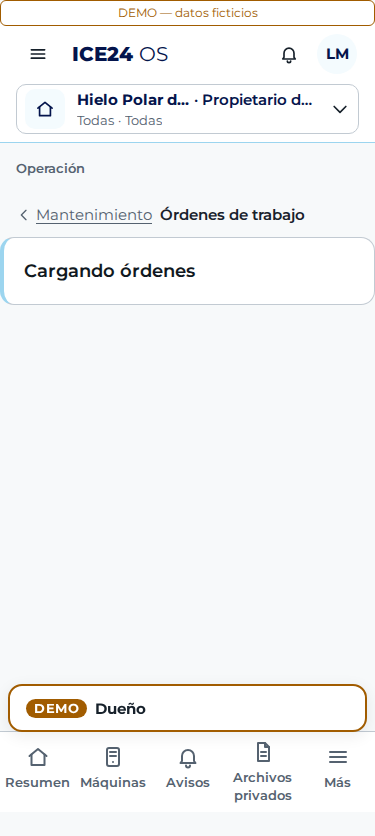 DEMO — datos ficticios
ICE24 OS
LM
Hielo Polar d... · Propietario d...
Todas · Todas
Operación
Mantenimiento Órdenes de trabajo
Cargando órdenes
DEMO Dueño
Resumen Máquinas Avisos Archivos privados Más